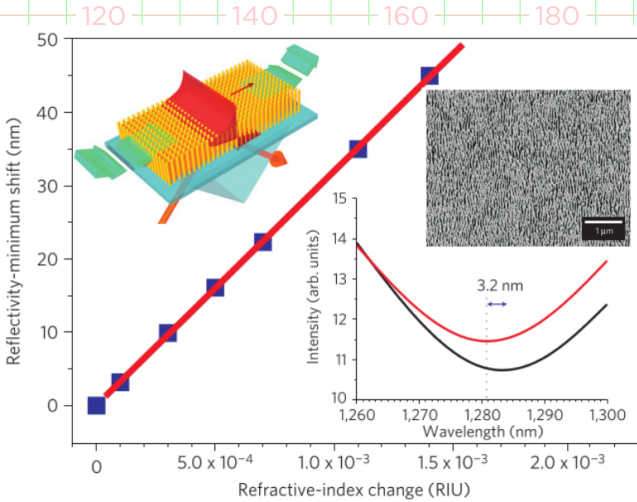 120 140 160 180
50
40
30
20
10
0
Reflectivity-minimum shift (nm)
1 µm
15
14
13
12
11
10
Intensity (arb. units)
3.2 nm
1,260 1,270 1,280 1,290 1,300
Wavelength (nm)
0 5.0 x 10⁻⁴ 1.0 x 10⁻³ 1.5 x 10⁻³ 2.0 x 10⁻³
Refractive-index change (RIU)